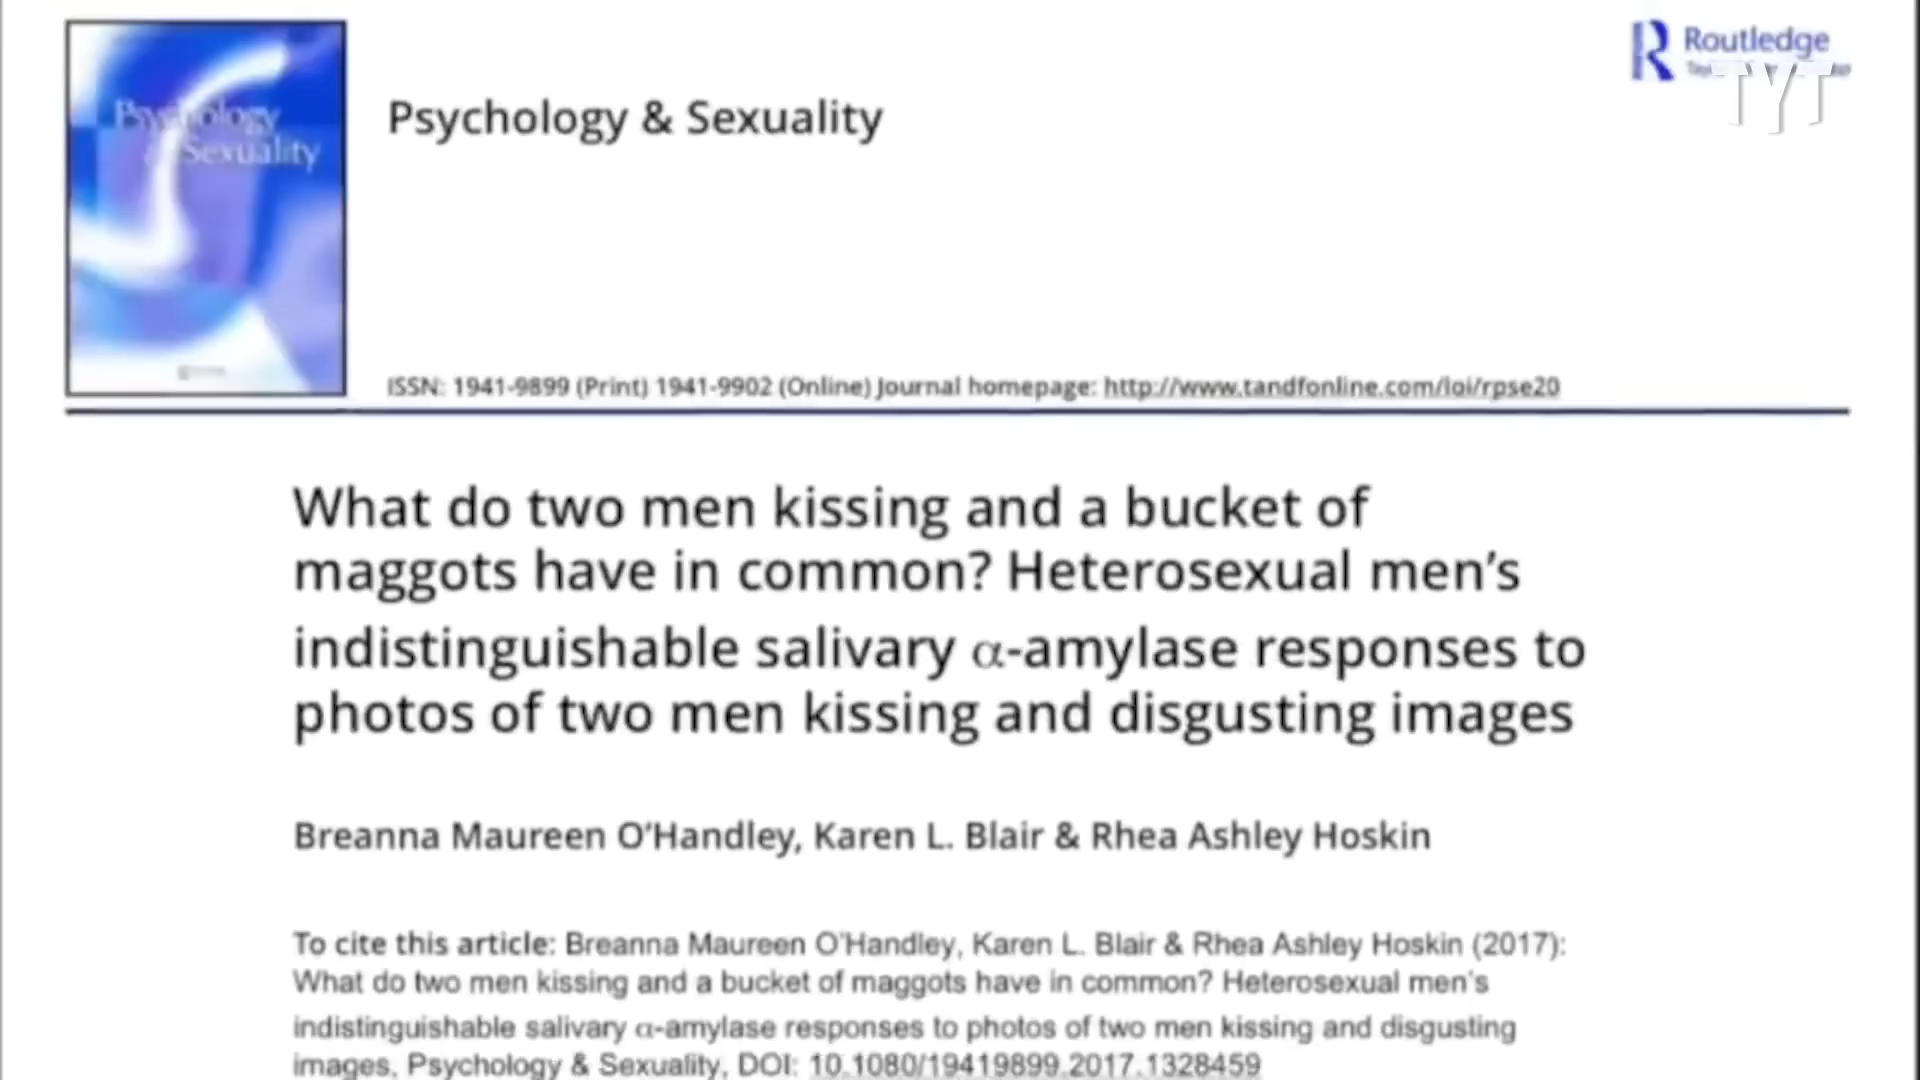 Psychology
Sexuality
Psychology & Sexuality
Routledge
TYT
ISSN: 1941-9899 (Print) 1941-9902 (Online) Journal homepage: http://www.tandfonline.com/loi/rpse20
What do two men kissing and a bucket of
maggots have in common? Heterosexual men’s
indistinguishable salivary α-amylase responses to
photos of two men kissing and disgusting images
Breanna Maureen O’Handley, Karen L. Blair & Rhea Ashley Hoskin
To cite this article: Breanna Maureen O’Handley, Karen L. Blair & Rhea Ashley Hoskin (2017):
What do two men kissing and a bucket of maggots have in common? Heterosexual men’s
indistinguishable salivary α-amylase responses to photos of two men kissing and disgusting
images, Psychology & Sexuality, DOI: 10.1080/19419899.2017.1328459